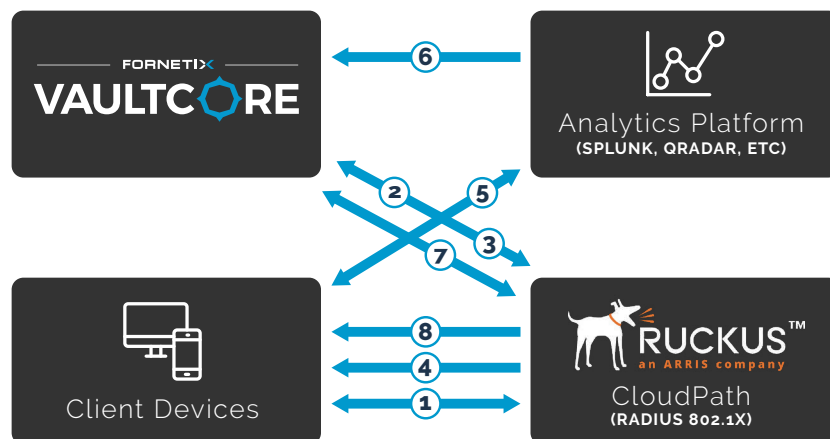 FORNETIX
VAULTCORE
6
Analytics Platform
(SPLUNK, QRADAR, ETC)
2
5
3
7
Client Devices
8
4
1
RUCKUS™
an ARRIS company
CloudPath
(RADIUS 802.1X)